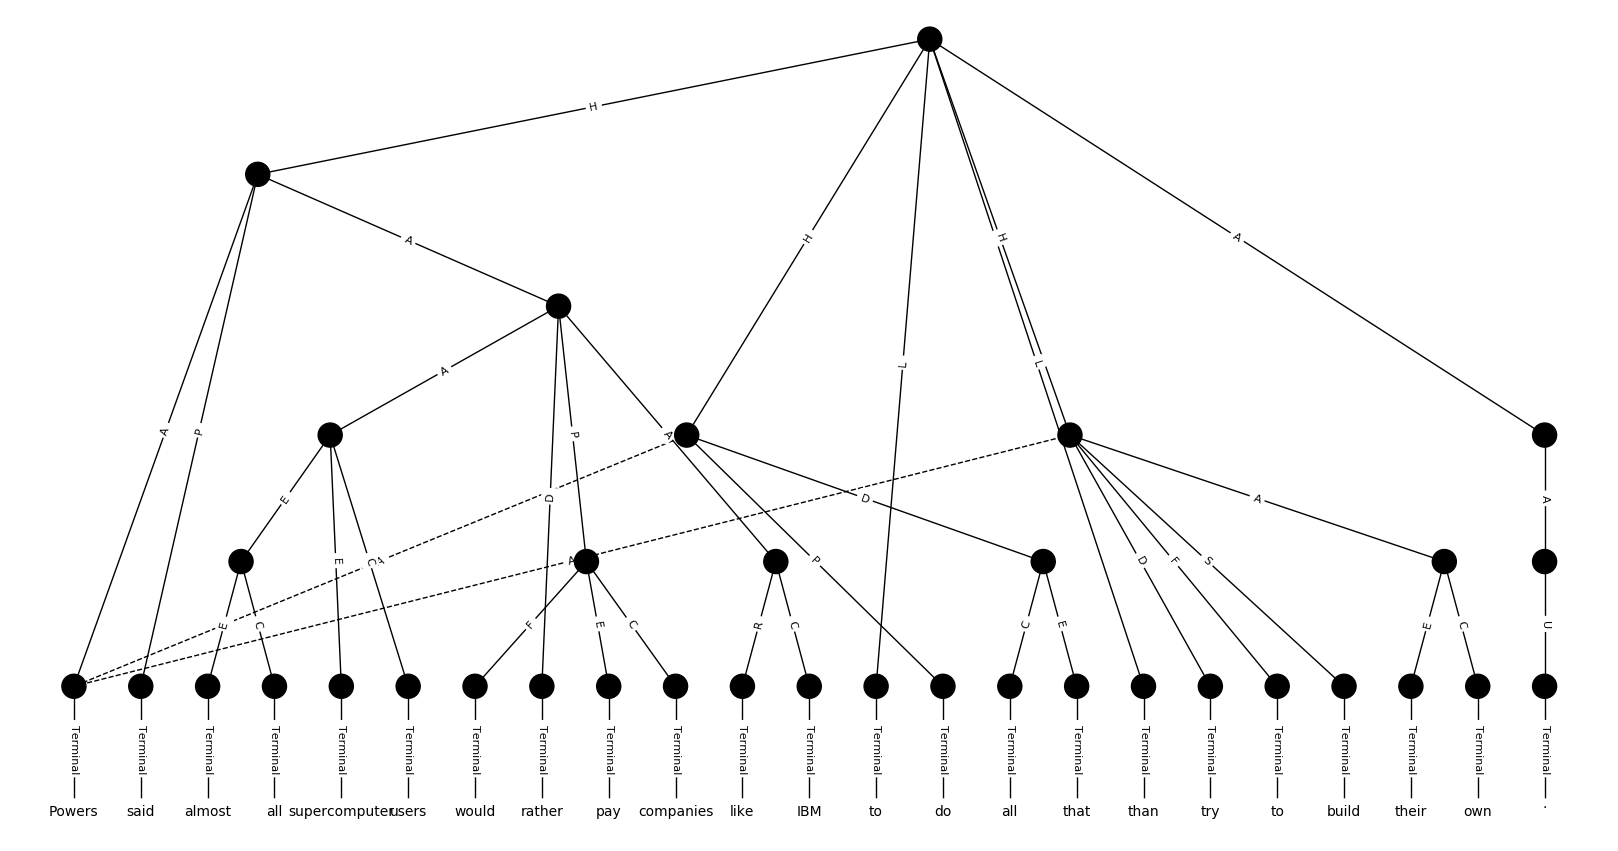 H
A
H
L
H
L
A
A
P
A
D
P
A
D
P
A
D
F
S
A
E
E
C
A
A
E
C
F
E
C
R
C
C
E
E
C
U
Terminal Terminal Terminal Terminal Terminal Terminal Terminal Terminal Terminal Terminal Terminal Terminal Terminal Terminal Terminal Terminal Terminal Terminal Terminal Terminal Terminal Terminal Terminal
Powers said almost all supercomputer users would rather pay companies like IBM to do all that than try to build their own .